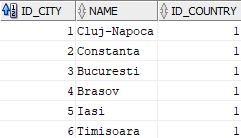 ID_CITY NAME ID_COUNTRY
1 Cluj-Napoca 1
2 Constanta 1
3 Bucuresti 1
4 Brasov 1
5 Iasi 1
6 Timisoara 1